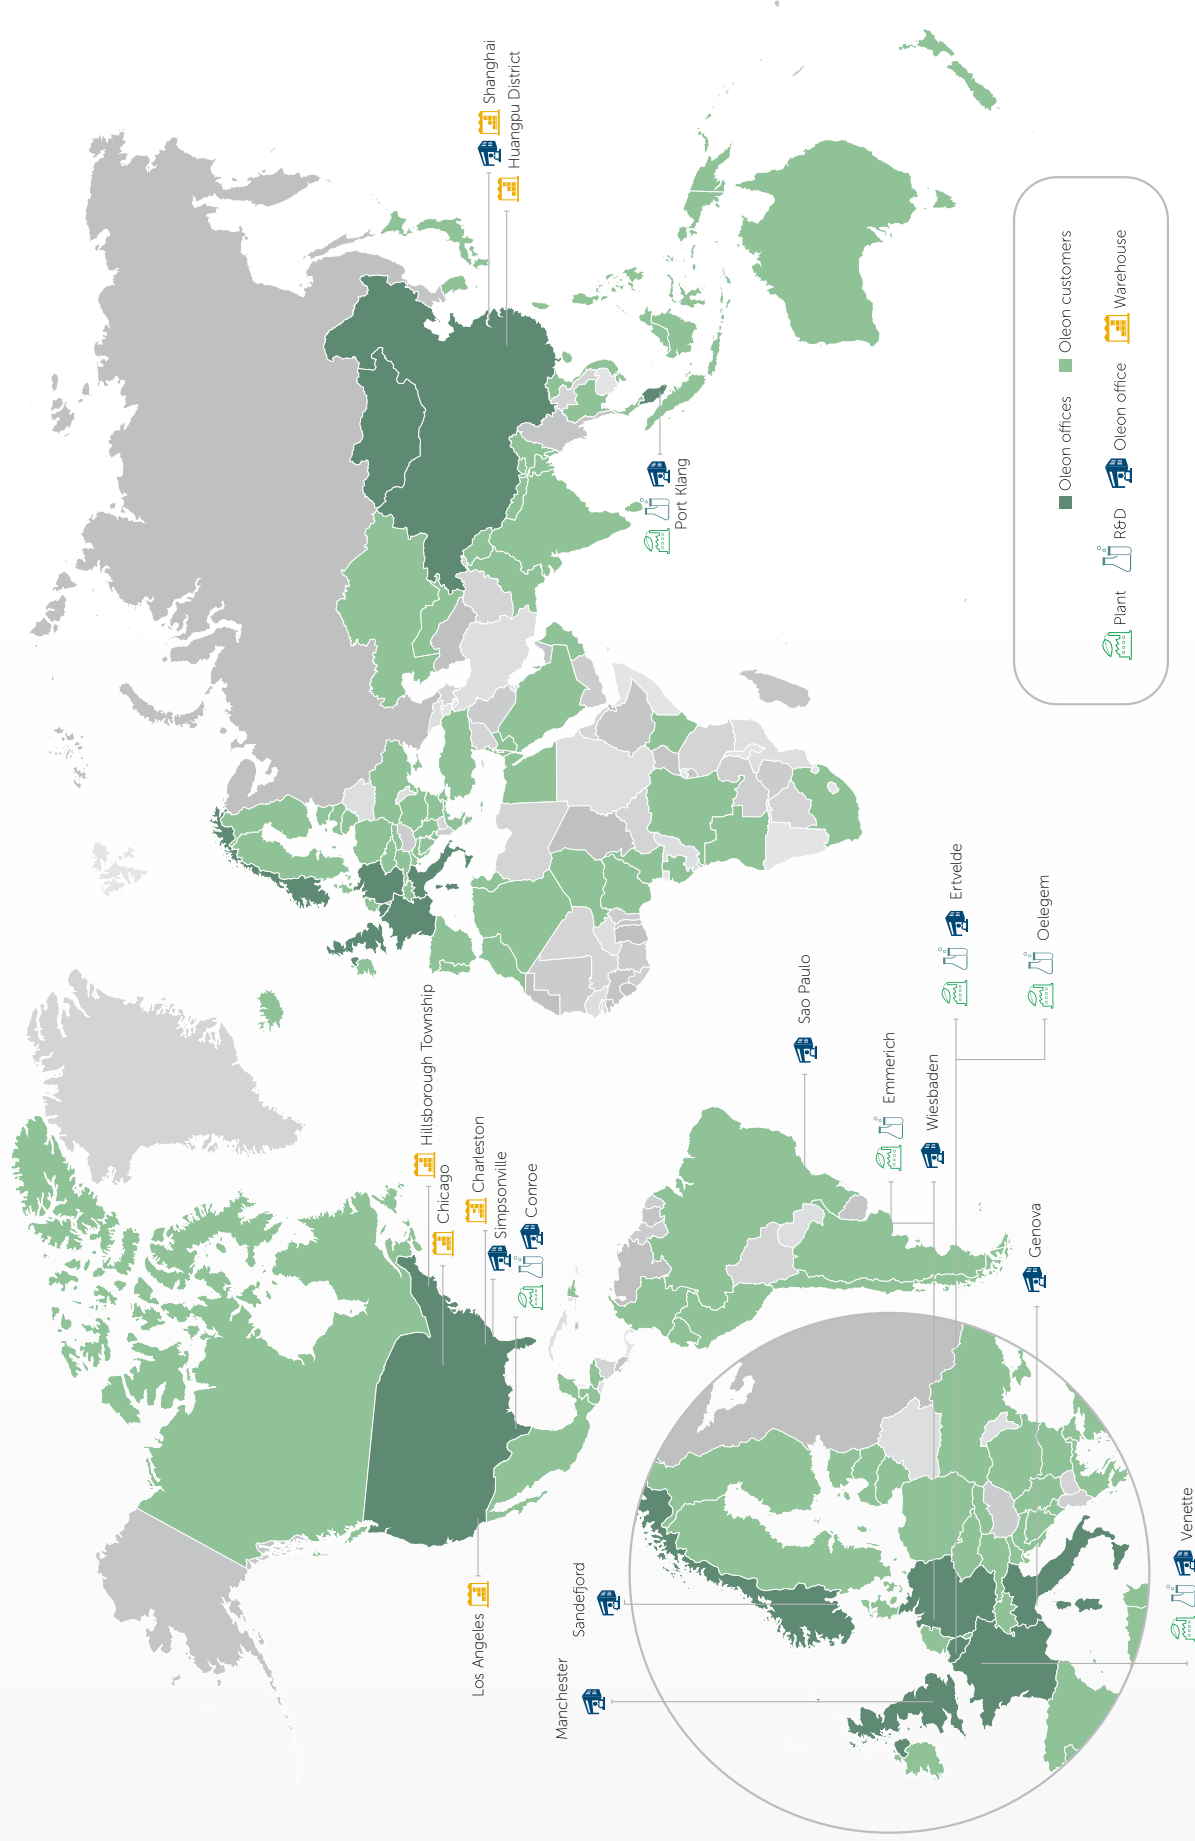 Sandefjord
Manchester
Los Angeles
Hillsborough Township
Chicago
Charleston
Simpsonville
Conroe
Shanghai
Huangpu District
Port Klang
Sao Paulo
Emmerich
Wiesbaden
Ertvelde
Oelegem
Genova
Venette
Oleon offices
Oleon customers
Plant
R&D
Oleon office
Warehouse